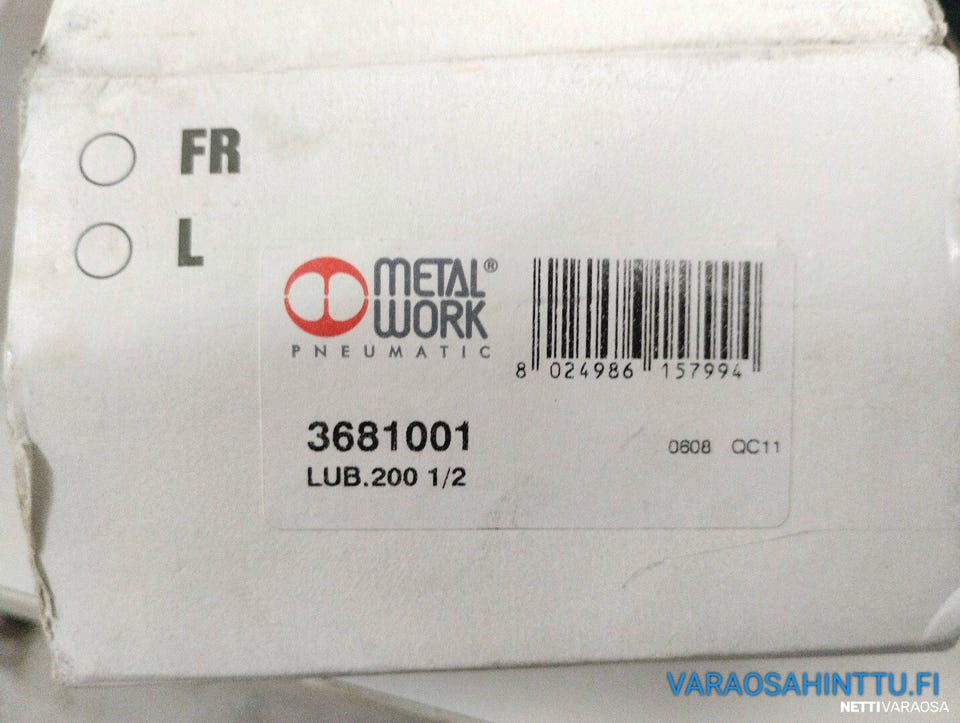 FR
L
METAL®
WORK
PNEUMATIC
8 024986 157994
3681001
LUB.200 1/2
0608 QC11
VARAOSAHINTTU.FI
NETTIVARAOSA